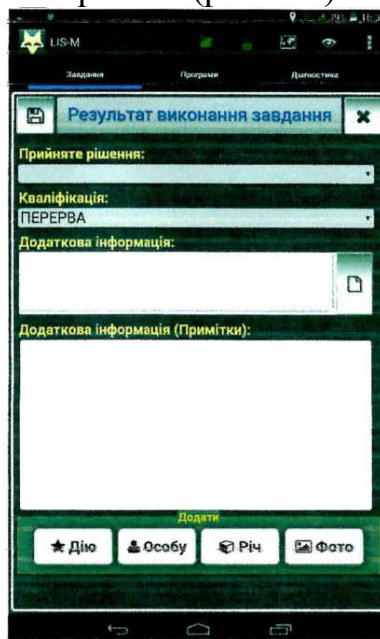 LIS-M
Завдання Програми Діагностика
Результат виконання завдання
Прийняте рішення:
Кваліфікація:
ПЕРЕРВА
Додаткова інформація:
Додаткова інформація (Примітки):
Додати
Дію Особу Річ Фото